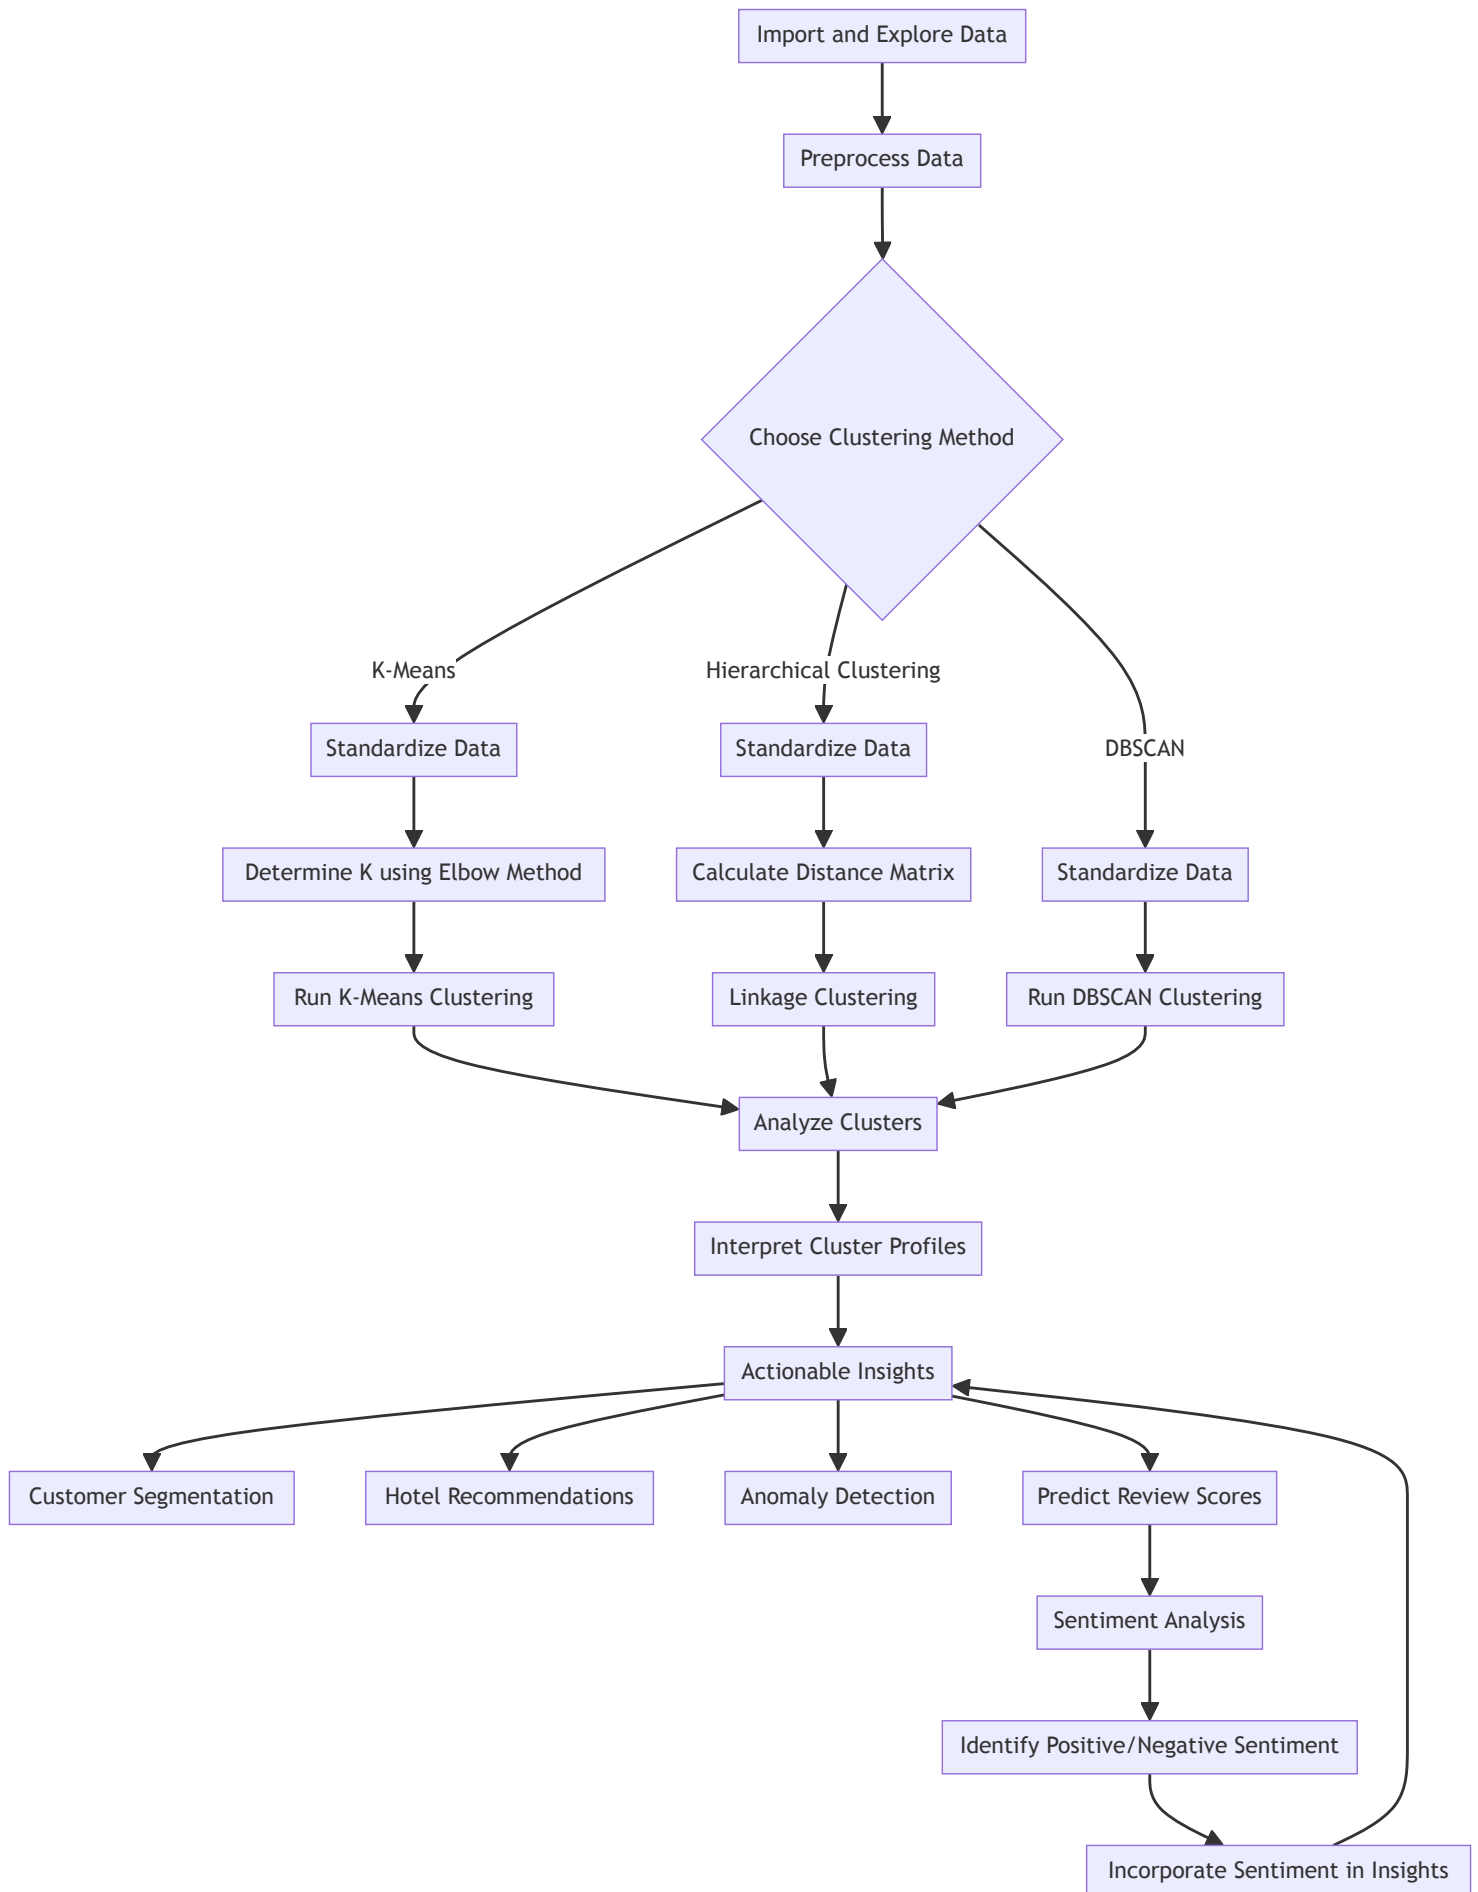 Import and Explore Data
Preprocess Data
Choose Clustering Method
K-Means
Hierarchical Clustering
DBSCAN
Standardize Data
Standardize Data
Determine K using Elbow Method
Calculate Distance Matrix
Standardize Data
Run K-Means Clustering
Linkage Clustering
Run DBSCAN Clustering
Analyze Clusters
Interpret Cluster Profiles
Actionable Insights
Customer Segmentation
Hotel Recommendations
Anomaly Detection
Predict Review Scores
Sentiment Analysis
Identify Positive/Negative Sentiment
Incorporate Sentiment in Insights